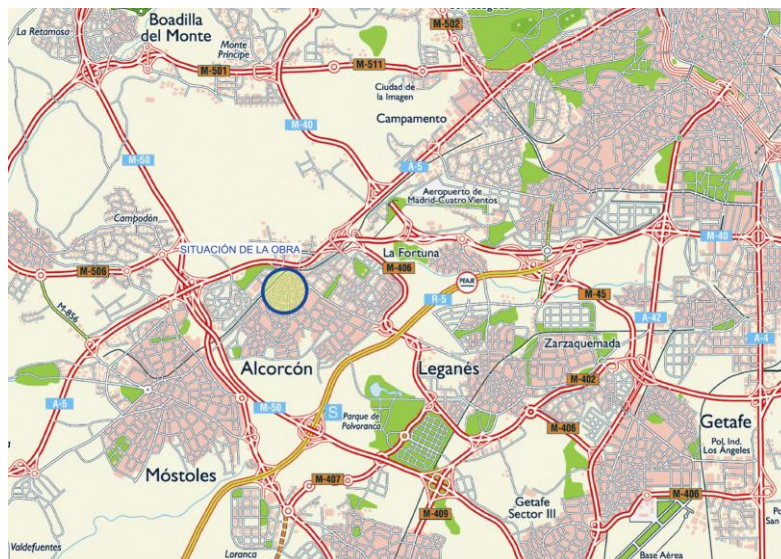 M-502
Boadilla
del Monte
La Retamosa
Monte
Príncipe
M-501
M-511
Ciudad de
la Imagen
Campamento
M-40
M-50
A-5
Aeropuerto de
Madrid-Cuatro Vientos
Campodón
SITUACIÓN DE LA OBRA
M-40
La Fortuna
M-506
M-406
PEAJE
R-5
M-45
M-856
A-42
A-4
Zarzaquemada
Alcorcón
Leganés
M-402
A-5
M-50
S
Parque de
Polvoranca
Getafe
M-406
Pol. Ind.
Los Angeles
Móstoles
M-407
M-406
M-409
Getafe
Sector III
San
Valdefuentes
Loranca
Base Aérea